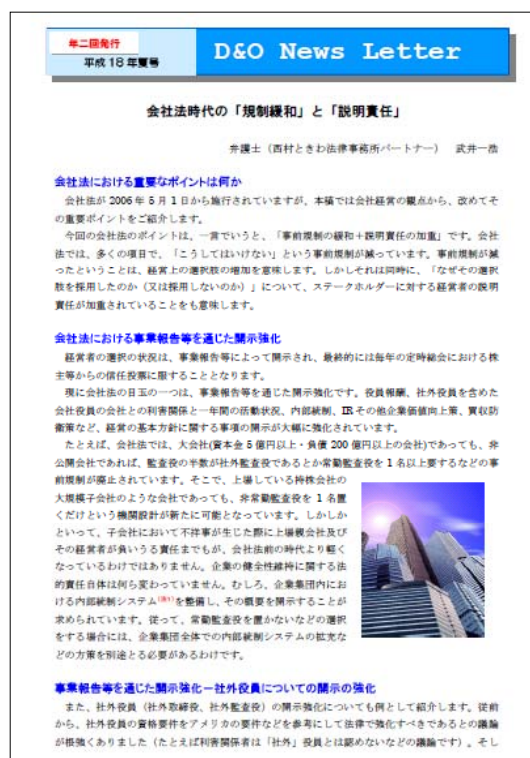 年二回発行
平成18年夏号
D&O News Letter
会社法時代の「規制緩和」と「説明責任」
弁護士（西村ときわ法律事務所パートナー）　武井一浩
会社法における重要なポイントは何か
会社法が 2006 年 5 月 1 日から施行されていますが、本稿では会社経営の観点から、改めてそ
の重要ポイントをご紹介します。
今回の会社法のポイントは、一言でいうと、「事前規制の緩和＋説明責任の加重」です。会社
法では、多くの項目で、「こうしてはいけない」という事前規制が減っています。事前規制が減
ったということは、経営上の選択肢の増加を意味します。しかしそれは同時に、「なぜその選択
肢を採用したのか（又は採用しないのか）」について、ステークホルダーに対する経営者の説明
責任が加重されていることをも意味します。
会社法における事業報告等を通じた開示強化
経営者の選択の状況は、事業報告等によって開示され、最終的には毎年の定時総会における株
主等からの信任投票に服することとなります。
現に会社法の目玉の一つは、事業報告等を通じた開示強化です。役員報酬、社外役員を含めた
会社役員の会社との利害関係と一年間の活動状況、内部統制、IR その他企業価値向上策、買収防
衛策など、経営の基本方針に関する事項の開示が大幅に強化されています。
たとえば、会社法では、大会社(資本金 5 億円以上・負債 200 億円以上の会社)であっても、非
公開会社であれば、監査役の半数が社外監査役であるとか常勤監査役を 1 名以上要するなどの事
前規制が廃止されています。そこで、上場している持株会社の
大規模子会社のような会社であっても、非常勤監査役を 1 名置
くだけという機関設計が新たに可能となっています。しかしか
といって、子会社において不祥事が生じた際に上場親会社及び
その経営者が負いうる責任までもが、会社法前の時代より軽く
なっているわけではありません。企業の健全性維持に関する法
的責任自体は何ら変わっていません。むしろ、企業集団内にお
ける内部統制システム(注1)を整備し、その概要を開示することが
求められています。従って、常勤監査役を置かないなどの選択
をする場合には、企業集団全体での内部統制システムの拡充な
どの方策を別途とる必要があるわけです。
事業報告等を通じた開示強化－社外役員についての開示の強化
また、社外役員（社外取締役、社外監査役）の開示強化についても例として紹介します。従前
から、社外役員の資格要件をアメリカの要件などを参考にして法律で強化すべきであるとの議論
が根強くありました（たとえば利害関係者は「社外」役員とは認めないなどの議論です）。そし